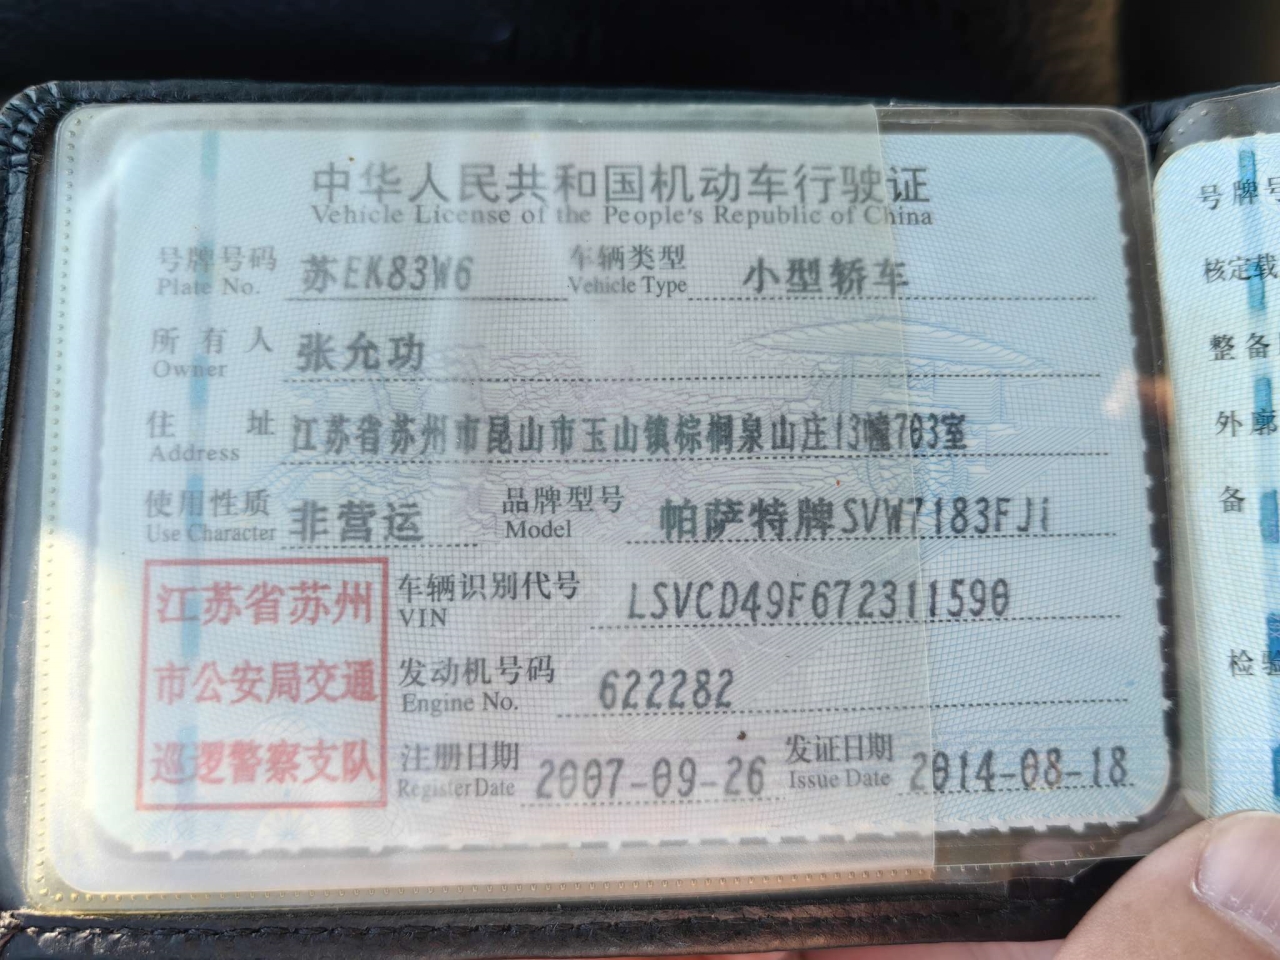 中华人民共和国机动车行驶证
Vehicle License of the People's Republic of China
号牌号码 苏EK83W6 车辆类型 小型轿车
Plate No. Vehicle Type
所有人 张允功
Owner
住址 江苏省苏州市昆山市玉山镇棕榈泉山庄13幢703室
Address
使用性质 非营运 品牌型号 帕萨特牌SVW7183FJi
Use Character Model
车辆识别代号 LSVCD49F672311590
VIN
发动机号码 622282
Engine No.
注册日期 2007-09-26 发证日期 2014-08-18
Register Date Issue Date
江苏省苏州
市公安局交通
巡逻警察支队
号牌号
核定载
整备
外廓
备
检验